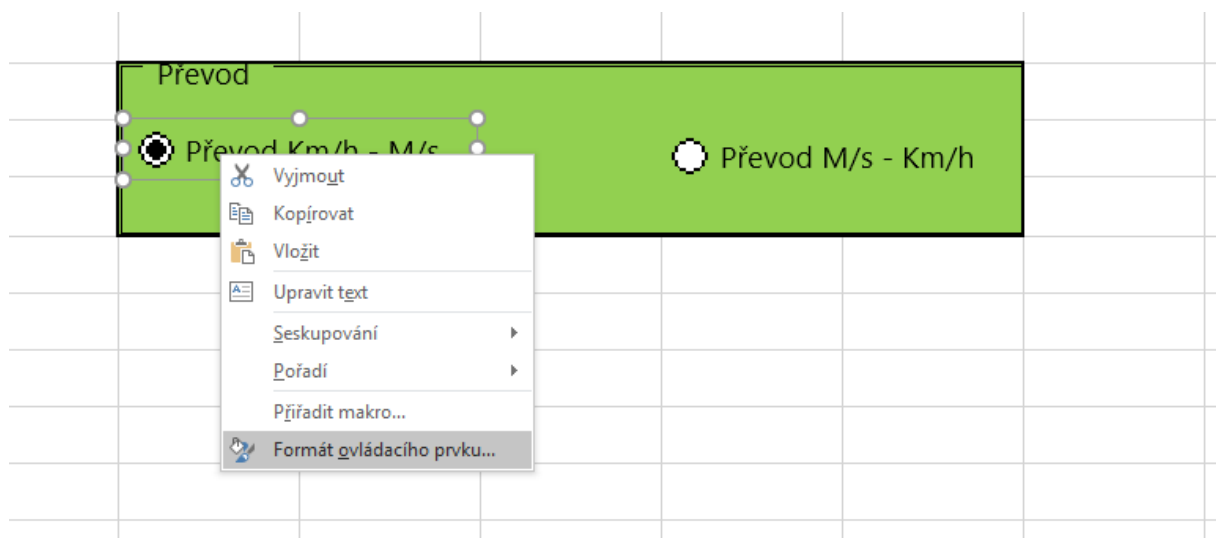 Převod
Převod Km/h - M/s
Převod M/s - Km/h
Vyjmout
Kopírovat
Vložit
Upravit text
Seskupování
Pořadí
Přiřadit makro...
Formát ovládacího prvku...